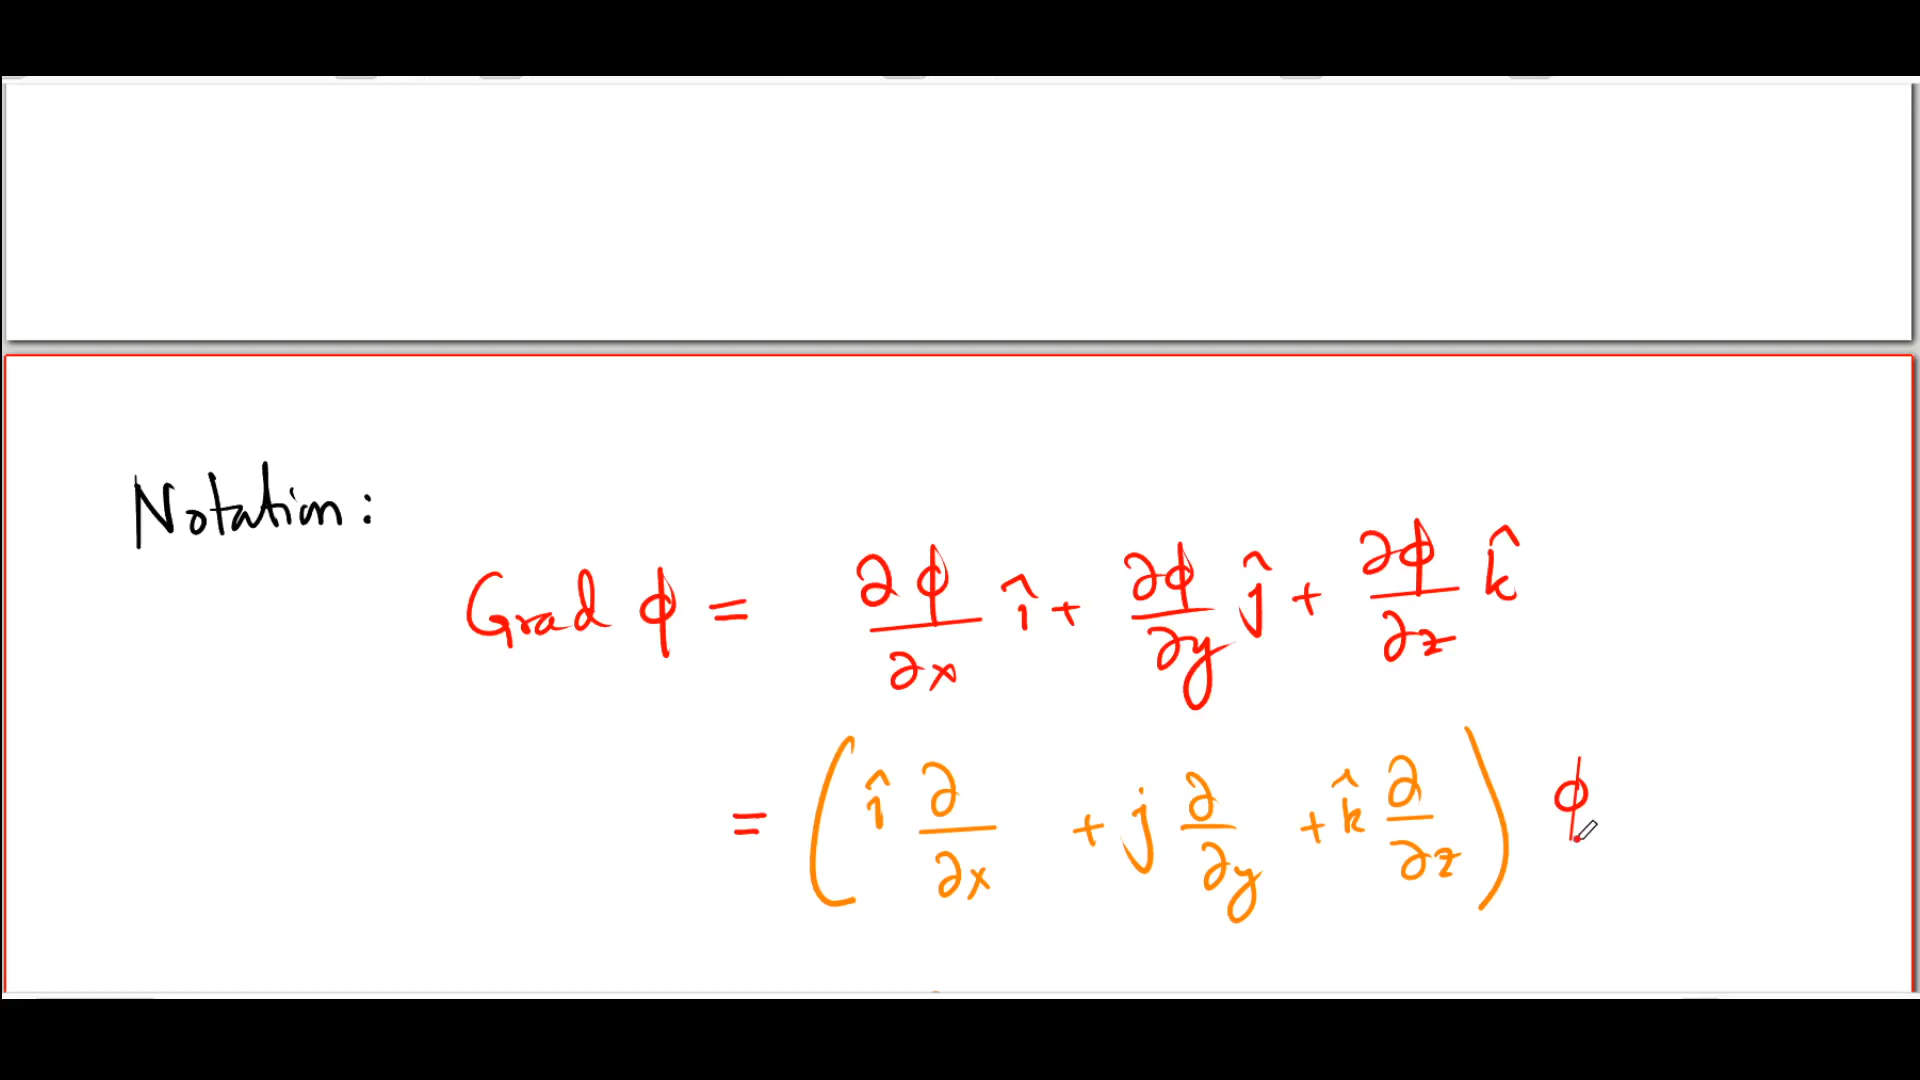 Notation:
Grad ϕ = ∂ϕ/∂x î + ∂ϕ/∂y ĵ + ∂ϕ/∂z k̂
= ( î ∂/∂x + j ∂/∂y + k̂ ∂/∂z ) ϕ